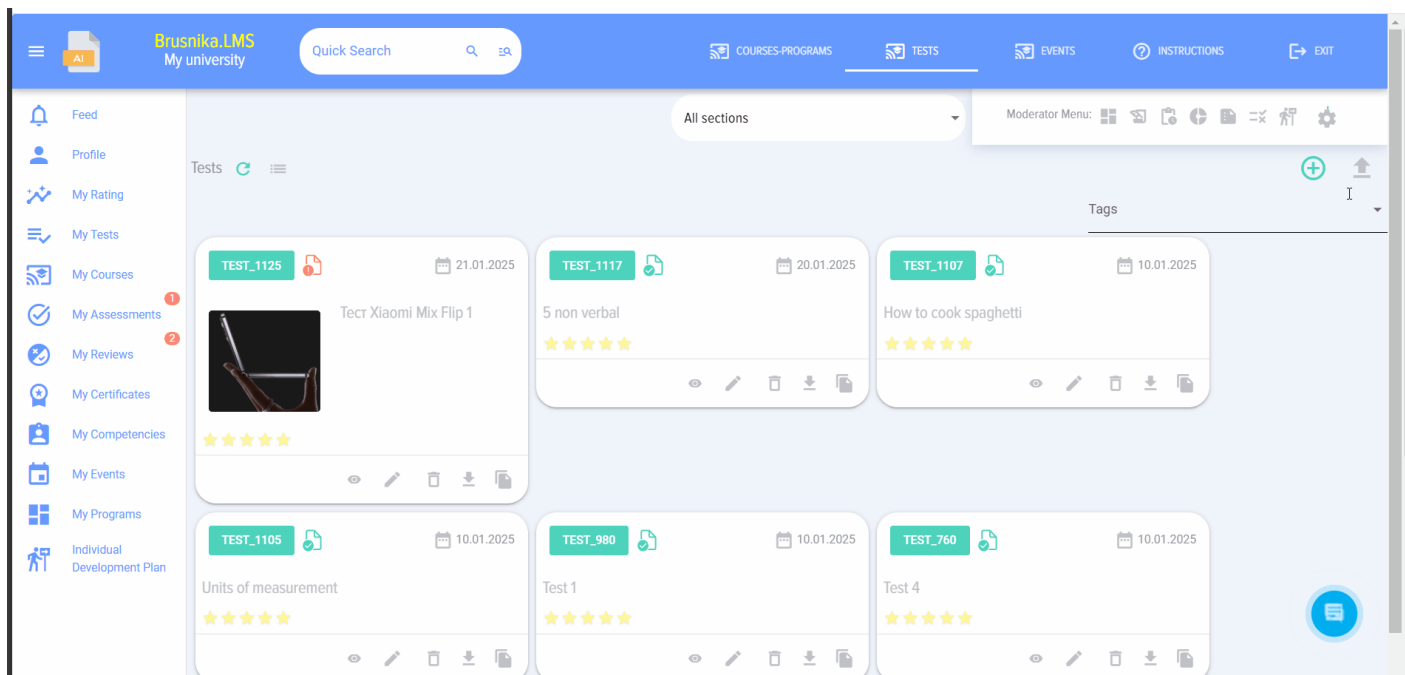 AI
Brusnika.LMS
My university
Quick Search
COURSES-PROGRAMS
TESTS
EVENTS
INSTRUCTIONS
EXIT
Feed
Profile
My Rating
My Tests
My Courses
1
My Assessments
2
My Reviews
My Certificates
My Competencies
My Events
My Programs
Individual
Development Plan
All sections
Moderator Menu:
Tests
Tags
TEST_1125
21.01.2025
Тест Xiaomi Mix Flip 1
TEST_1117
20.01.2025
5 non verbal
TEST_1107
10.01.2025
How to cook spaghetti
TEST_1105
10.01.2025
Units of measurement
TEST_980
10.01.2025
Test 1
TEST_760
10.01.2025
Test 4